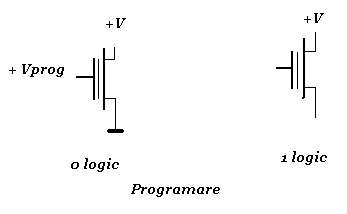 +V
+V
+ Vprog
0 logic
1 logic
Programare